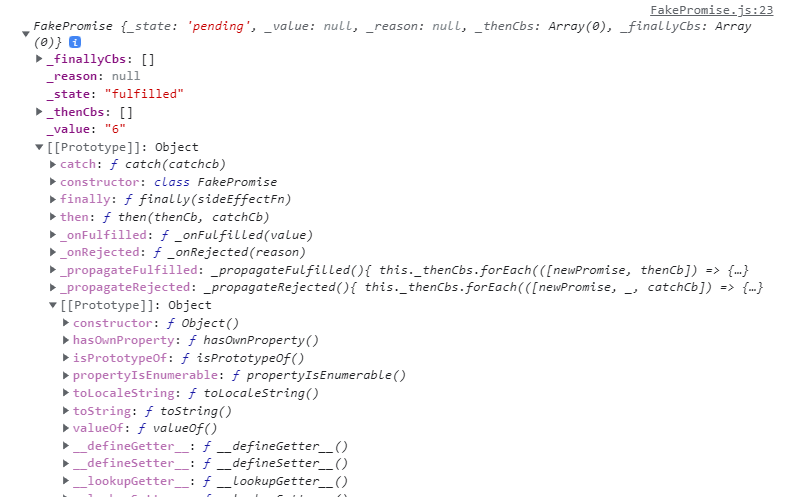 FakePromise.js:23
FakePromise {_state: 'pending', _value: null, _reason: null, _thenCbs: Array(0), _finallyCbs: Array
(0)} i
_finallyCbs: []
_reason: null
_state: "fulfilled"
_thenCbs: []
_value: "6"
[[Prototype]]: Object
catch: ƒ catch(catchcb)
constructor: class FakePromise
finally: ƒ finally(sideEffectFn)
then: ƒ then(thenCb, catchCb)
_onFulfilled: ƒ _onFulfilled(value)
_onRejected: ƒ _onRejected(reason)
_propagateFulfilled: _propagateFulfilled(){ this._thenCbs.forEach(([newPromise, thenCb]) => {…}
_propagateRejected: _propagateRejected(){ this._thenCbs.forEach(([newPromise, _, catchCb]) => {…}
[[Prototype]]: Object
constructor: ƒ Object()
hasOwnProperty: ƒ hasOwnProperty()
isPrototypeOf: ƒ isPrototypeOf()
propertyIsEnumerable: ƒ propertyIsEnumerable()
toLocaleString: ƒ toLocaleString()
toString: ƒ toString()
valueOf: ƒ valueOf()
__defineGetter__: ƒ __defineGetter__()
__defineSetter__: ƒ __defineSetter__()
__lookupGetter__: ƒ __lookupGetter__()